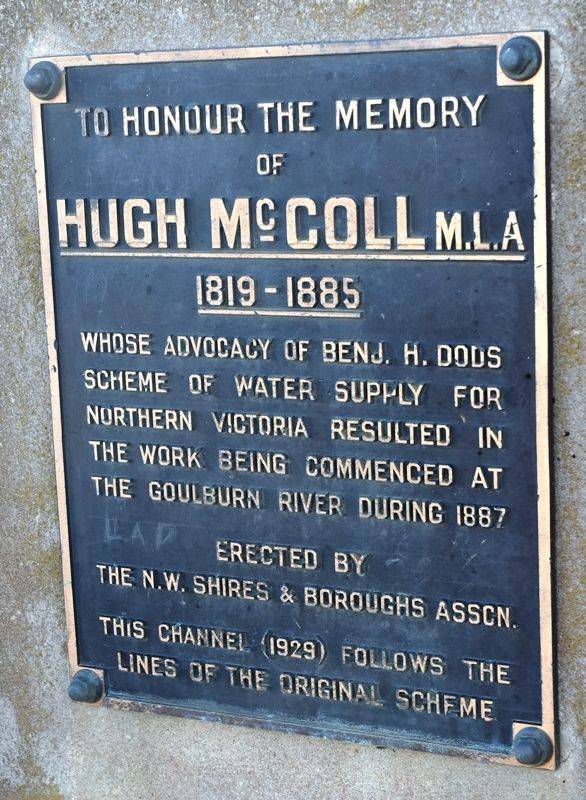 TO HONOUR THE MEMORY
OF
HUGH McCOLL M.L.A
1819 - 1885
WHOSE ADVOCACY OF BENJ. H. DODS
SCHEME OF WATER SUPPLY FOR
NORTHERN VICTORIA RESULTED IN
THE WORK BEING COMMENCED AT
THE GOULBURN RIVER DURING 1887
LAD
ERECTED BY
THE N.W. SHIRES & BOROUGHS ASSCN.
THIS CHANNEL (1929) FOLLOWS THE
LINES OF THE ORIGINAL SCHEME